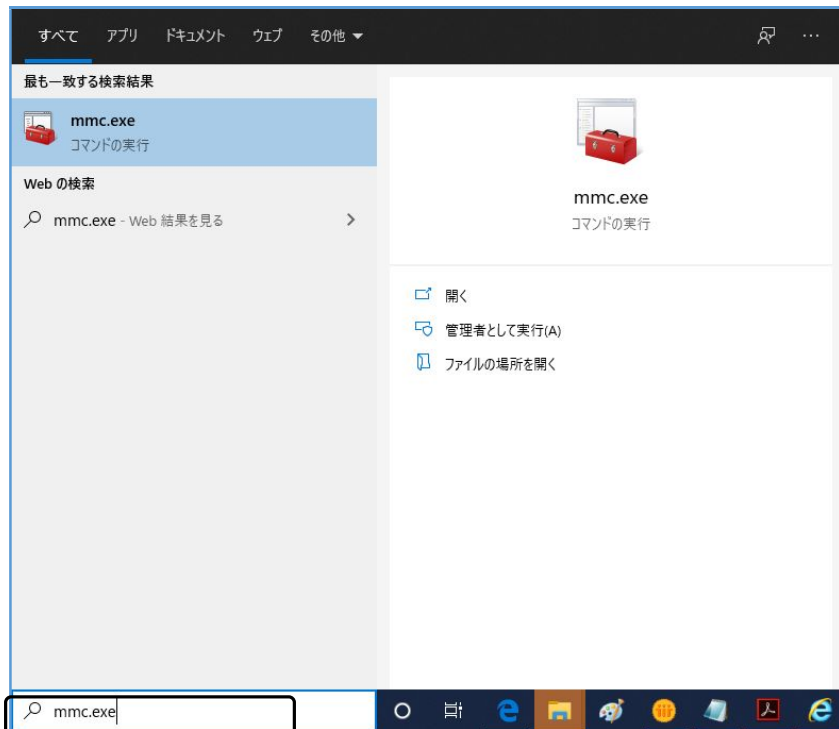 すべて アプリ ドキュメント ウェブ その他 ▼
最も一致する検索結果
mmc.exe
コマンドの実行
Web の検索
mmc.exe - Web 結果を見る
mmc.exe
コマンドの実行
開く
管理者として実行(A)
ファイルの場所を開く
mmc.exe